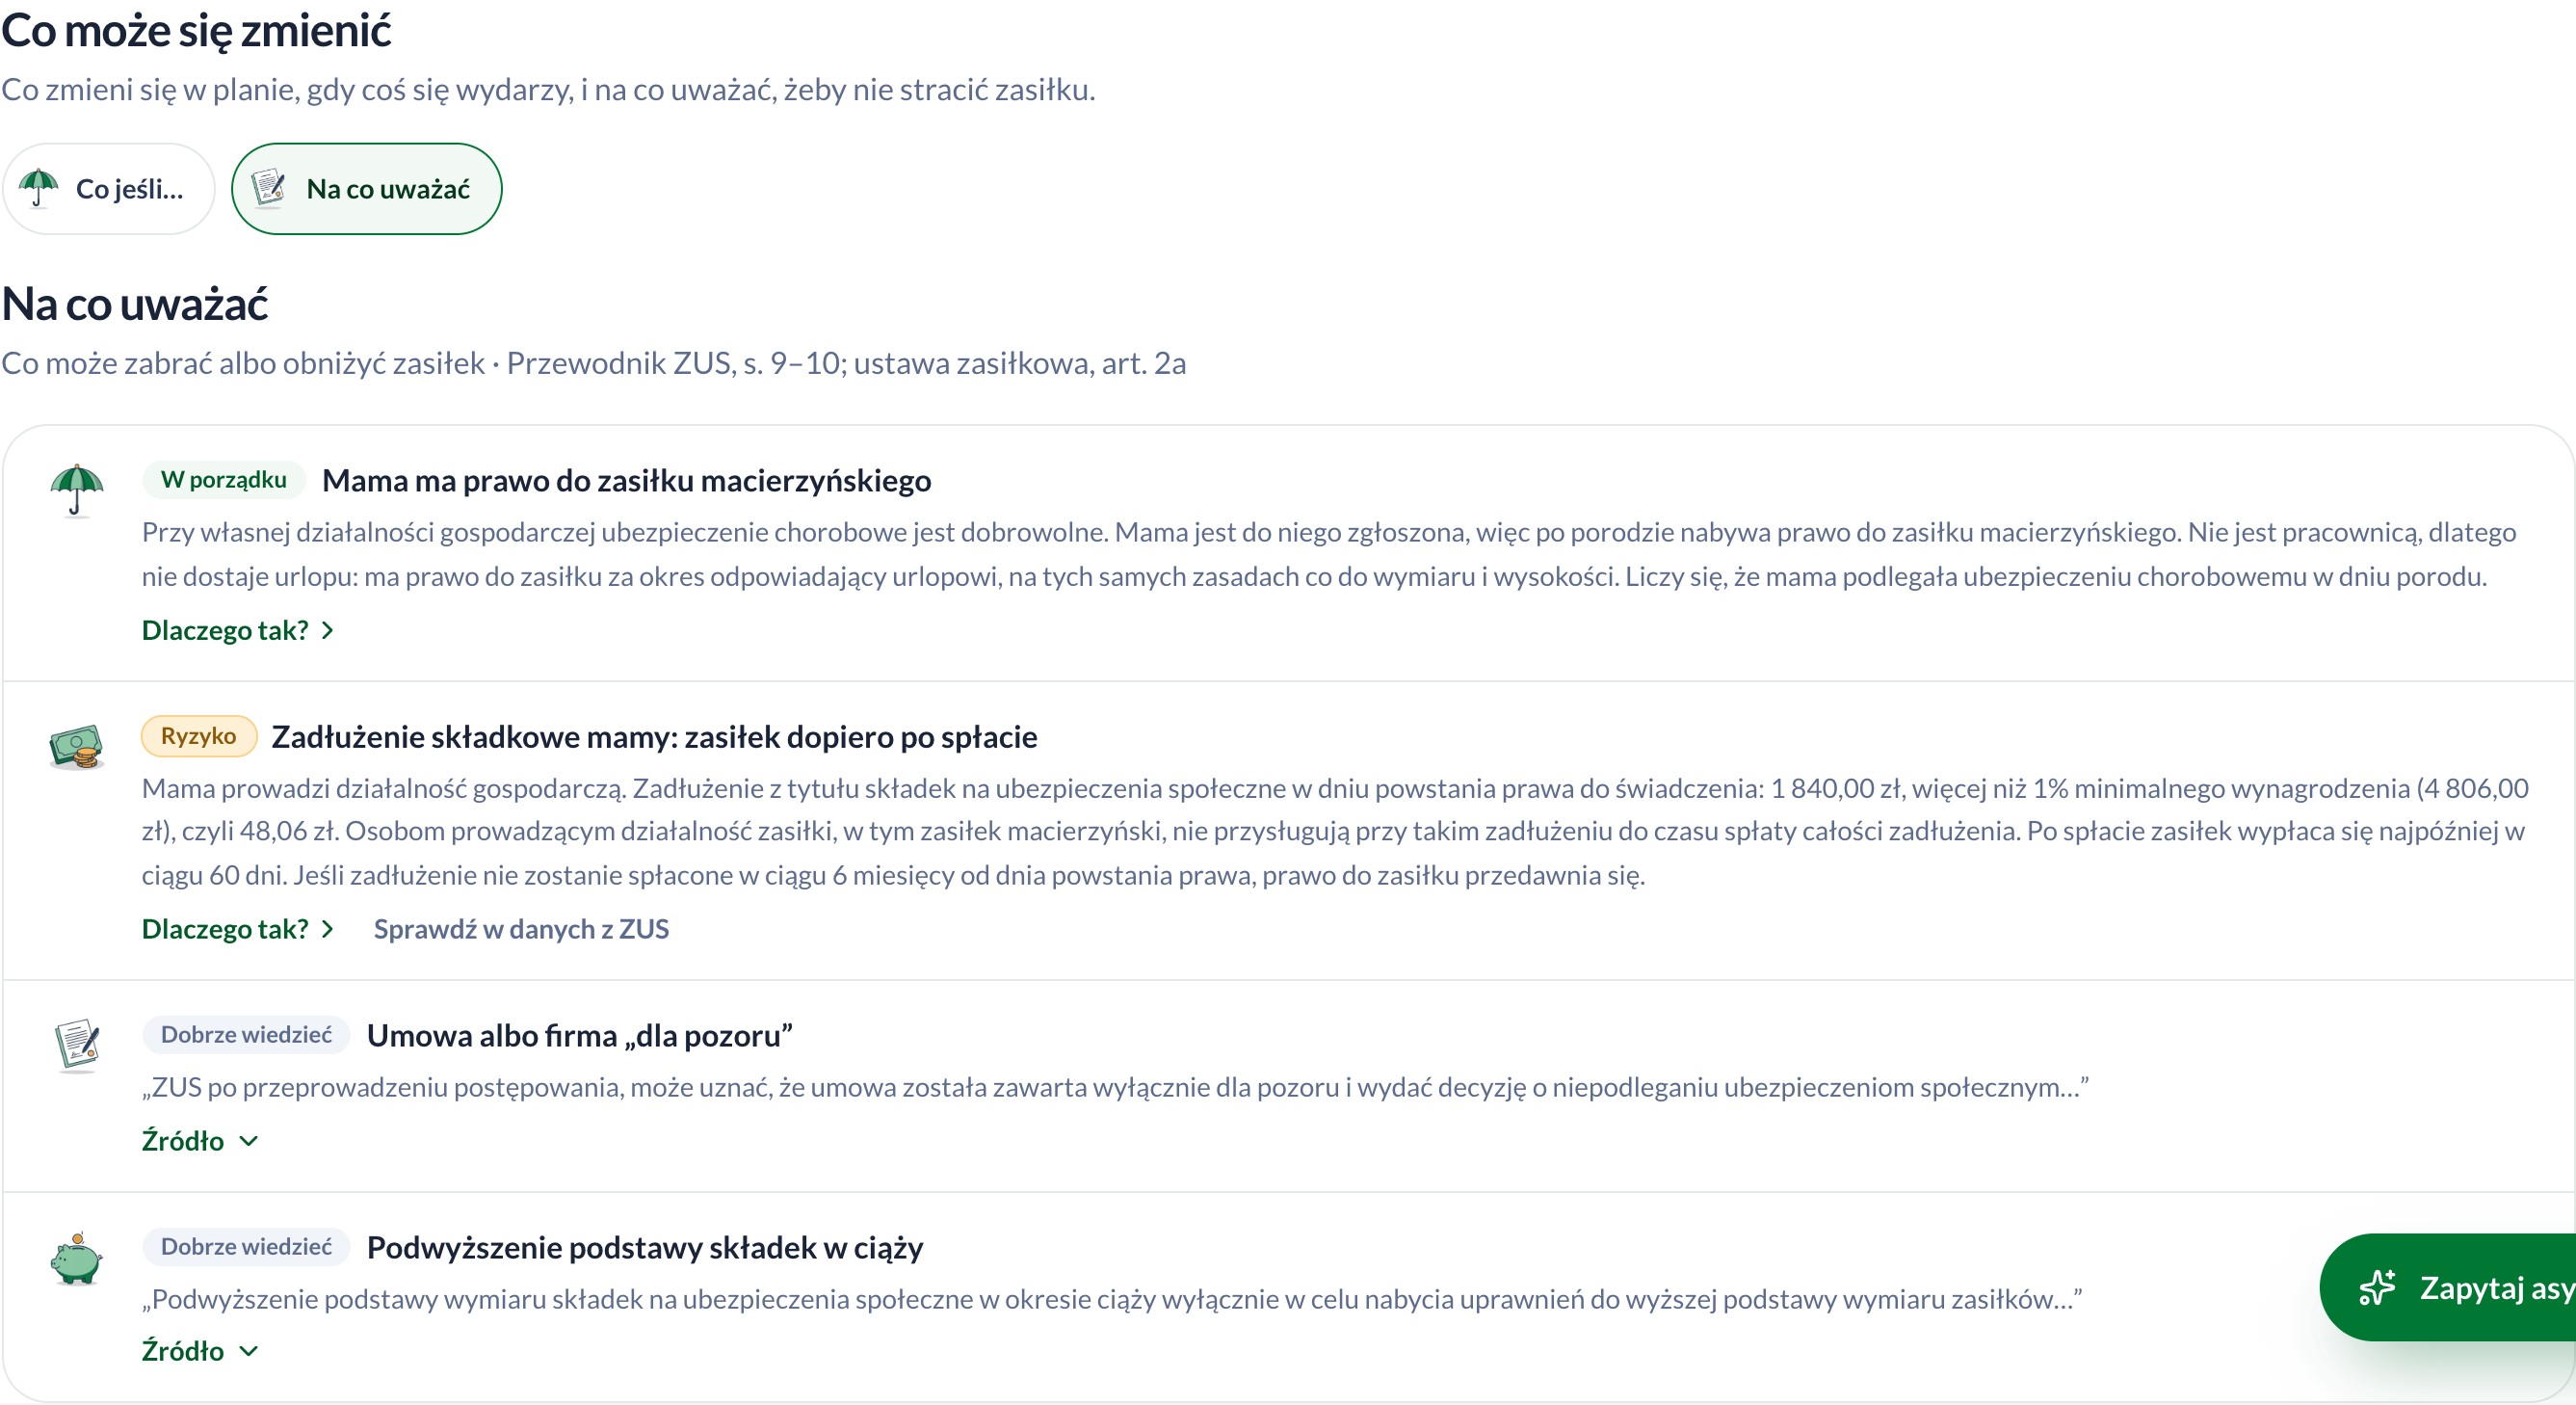 Co może się zmienić
Co zmieni się w planie, gdy coś się wydarzy, i na co uważać, żeby nie stracić zasiłku.
Co jeśli...
Na co uważać
Na co uważać
Co może zabrać albo obniżyć zasiłek · Przewodnik ZUS, s. 9–10; ustawa zasiłkowa, art. 2a
W porządku Mama ma prawo do zasiłku macierzyńskiego
Przy własnej działalności gospodarczej ubezpieczenie chorobowe jest dobrowolne. Mama jest do niego zgłoszona, więc po porodzie nabywa prawo do zasiłku macierzyńskiego. Nie jest pracownicą, dlatego
nie dostaje urlopu: ma prawo do zasiłku za okres odpowiadający urlopowi, na tych samych zasadach co do wymiaru i wysokości. Liczy się, że mama podlegała ubezpieczeniu chorobowemu w dniu porodu.
Dlaczego tak?
Ryzyko Zadłużenie składkowe mamy: zasiłek dopiero po spłacie
Mama prowadzi działalność gospodarczą. Zadłużenie z tytułu składek na ubezpieczenia społeczne w dniu powstania prawa do świadczenia: 1 840,00 zł, więcej niż 1% minimalnego wynagrodzenia (4 806,00
zł), czyli 48,06 zł. Osobom prowadzącym działalność zasiłki, w tym zasiłek macierzyński, nie przysługują przy takim zadłużeniu do czasu spłaty całości zadłużenia. Po spłacie zasiłek wypłaca się najpóźniej w
ciągu 60 dni. Jeśli zadłużenie nie zostanie spłacone w ciągu 6 miesięcy od dnia powstania prawa, prawo do zasiłku przedawnia się.
Dlaczego tak? Sprawdź w danych z ZUS
Dobrze wiedzieć Umowa albo firma „dla pozoru”
„ZUS po przeprowadzeniu postępowania, może uznać, że umowa została zawarta wyłącznie dla pozoru i wydać decyzję o niepodleganiu ubezpieczeniom społecznym…”
Źródło
Dobrze wiedzieć Podwyższenie podstawy składek w ciąży
„Podwyższenie podstawy wymiaru składek na ubezpieczenia społeczne w okresie ciąży wyłącznie w celu nabycia uprawnień do wyższej podstawy wymiaru zasiłków…”
Źródło
Zapytaj asy